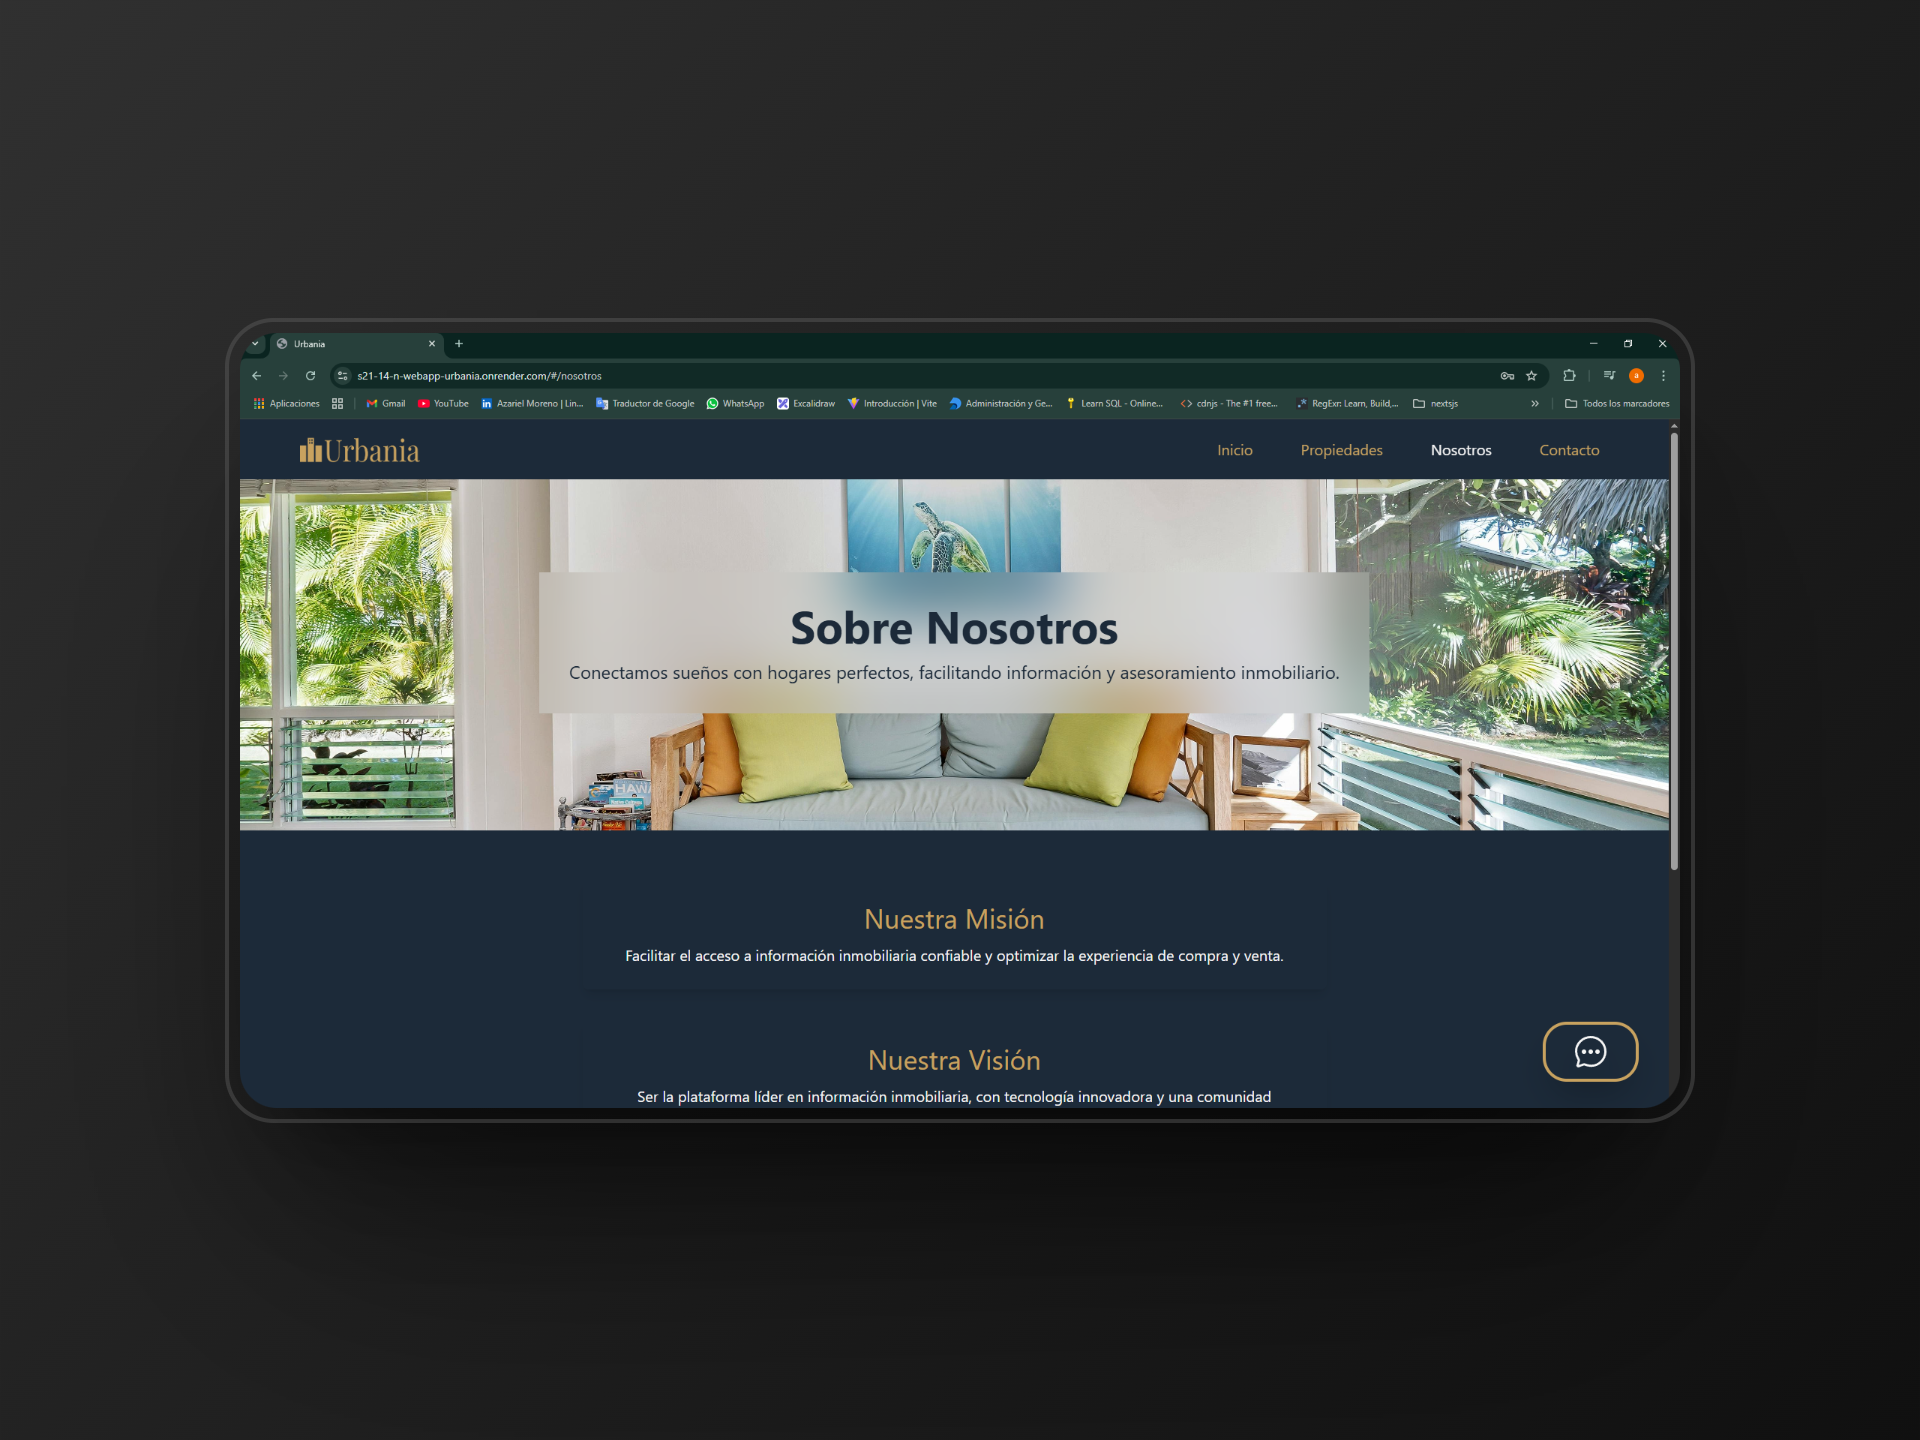 Urbania
s21-14-n-webapp-urbania.onrender.com/#/nosotros
a
Aplicaciones Gmail YouTube Azariel Moreno | Lin... Traductor de Google WhatsApp Excalidraw Introducción | Vite Administración y Ge... Learn SQL - Online... cdnjs - The #1 free... RegExr: Learn, Build,... nextsjs » Todos los marcadores
Urbania
Inicio Propiedades Nosotros Contacto
Sobre Nosotros
Conectamos sueños con hogares perfectos, facilitando información y asesoramiento inmobiliario.
HAWA
Nuestra Misión
Facilitar el acceso a información inmobiliaria confiable y optimizar la experiencia de compra y venta.
Nuestra Visión
Ser la plataforma líder en información inmobiliaria, con tecnología innovadora y una comunidad